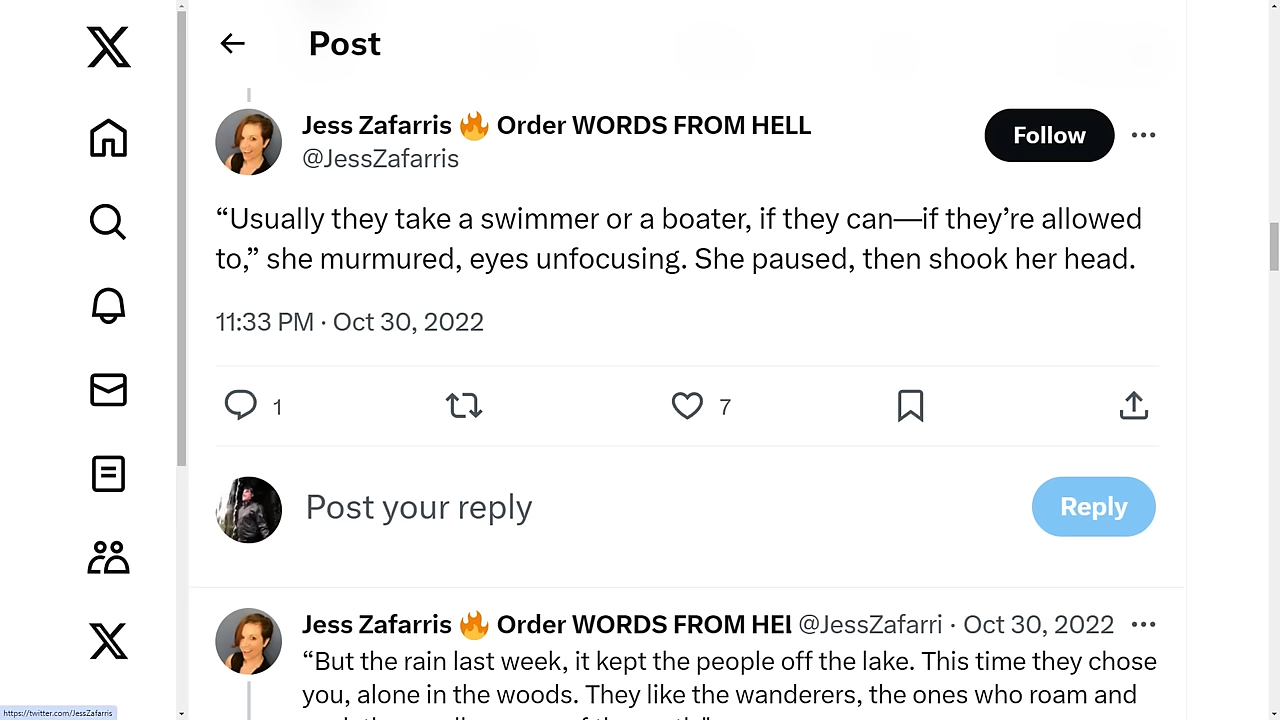 Post
Jess Zafarris 🔥 Order WORDS FROM HELL
@JessZafarris
Follow
“Usually they take a swimmer or a boater, if they can—if they’re allowed
to,” she murmured, eyes unfocusing. She paused, then shook her head.
11:33 PM · Oct 30, 2022
1
7
Post your reply
Reply
Jess Zafarris 🔥 Order WORDS FROM HEL @JessZafarri · Oct 30, 2022
“But the rain last week, it kept the people off the lake. This time they chose
you, alone in the woods. They like the wanderers, the ones who roam and
https://twitter.com/JessZafarris